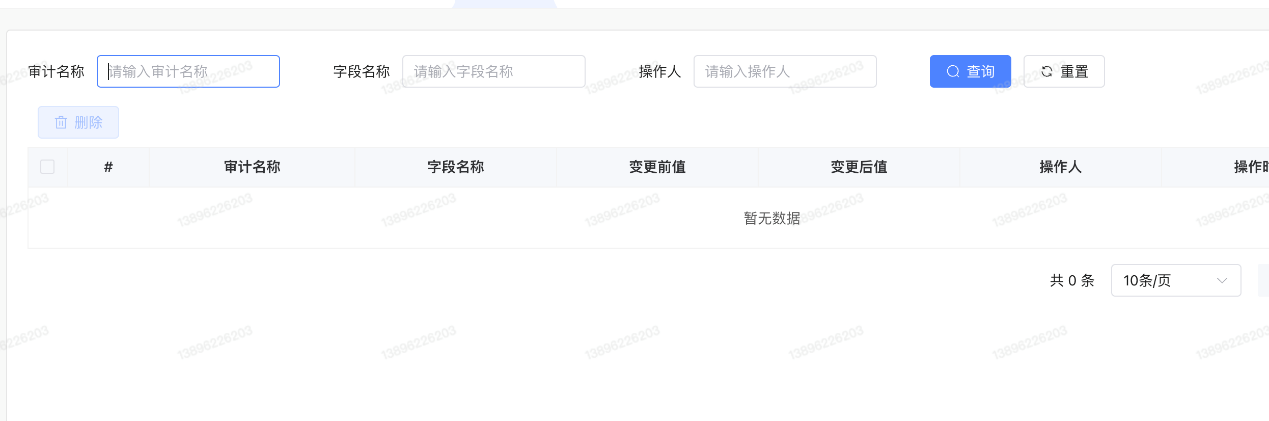 审计名称 请输入审计名称 字段名称 请输入字段名称 操作人 请输入操作人 查询 重置
删除
# 审计名称 字段名称 变更前值 变更后值 操作人 操作时
暂无数据
共 0 条 10条/页
13896226203